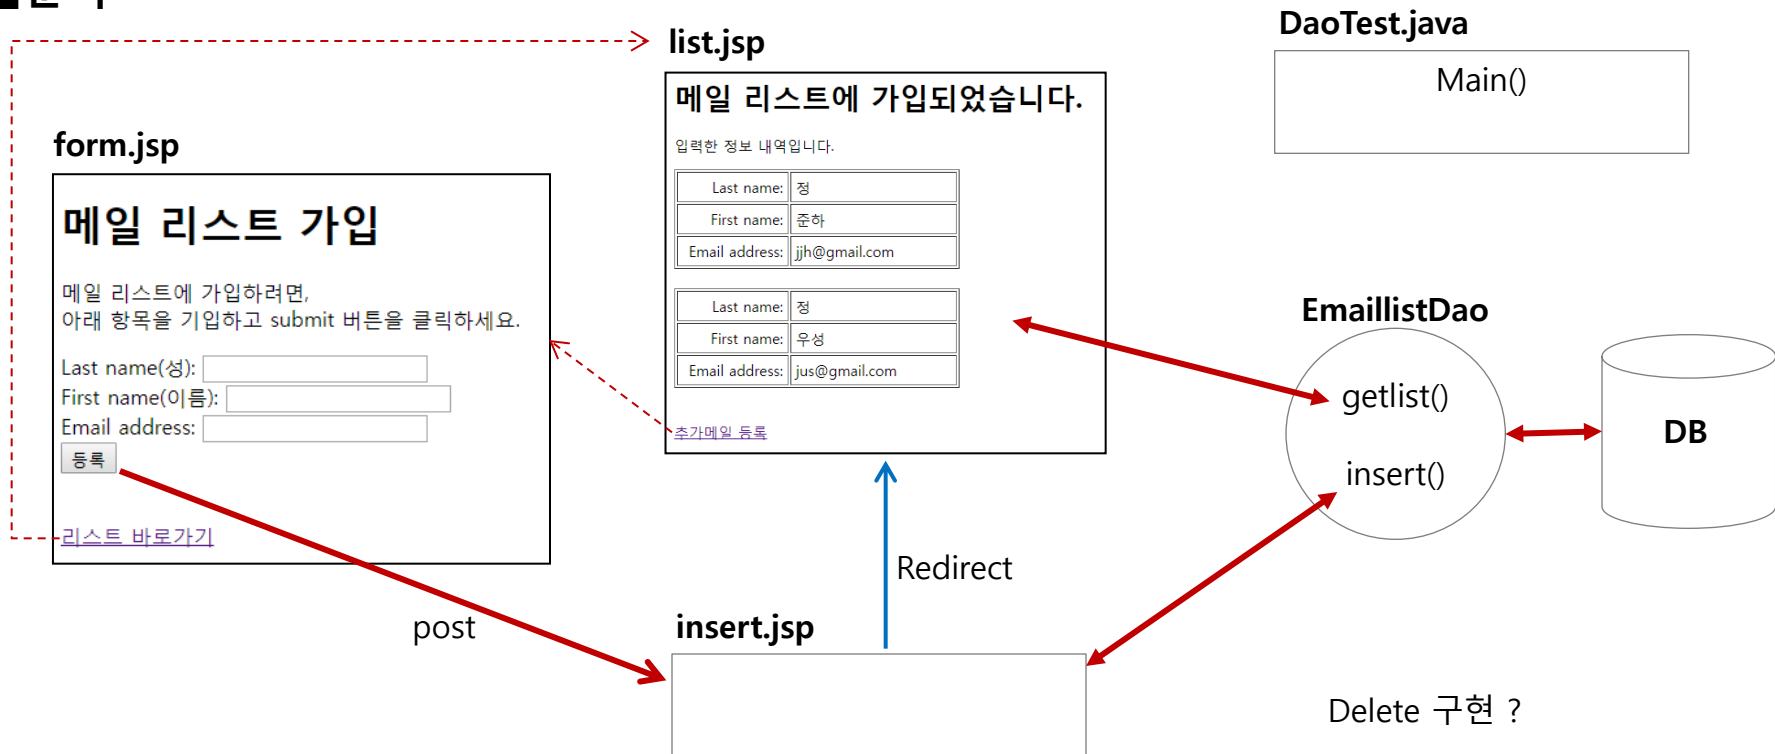 list.jsp
메일 리스트에 가입되었습니다.
입력한 정보 내역입니다.
Last name: 정
First name: 준하
Email address: jjh@gmail.com
Last name: 정
First name: 우성
Email address: jus@gmail.com
추가메일 등록
DaoTest.java
Main()
form.jsp
메일 리스트 가입
메일 리스트에 가입하려면,
아래 항목을 기입하고 submit 버튼을 클릭하세요.
Last name(성):
First name(이름):
Email address:
등록
리스트 바로가기
EmaillistDao
getlist()
insert()
DB
Redirect
post
insert.jsp
Delete 구현 ?